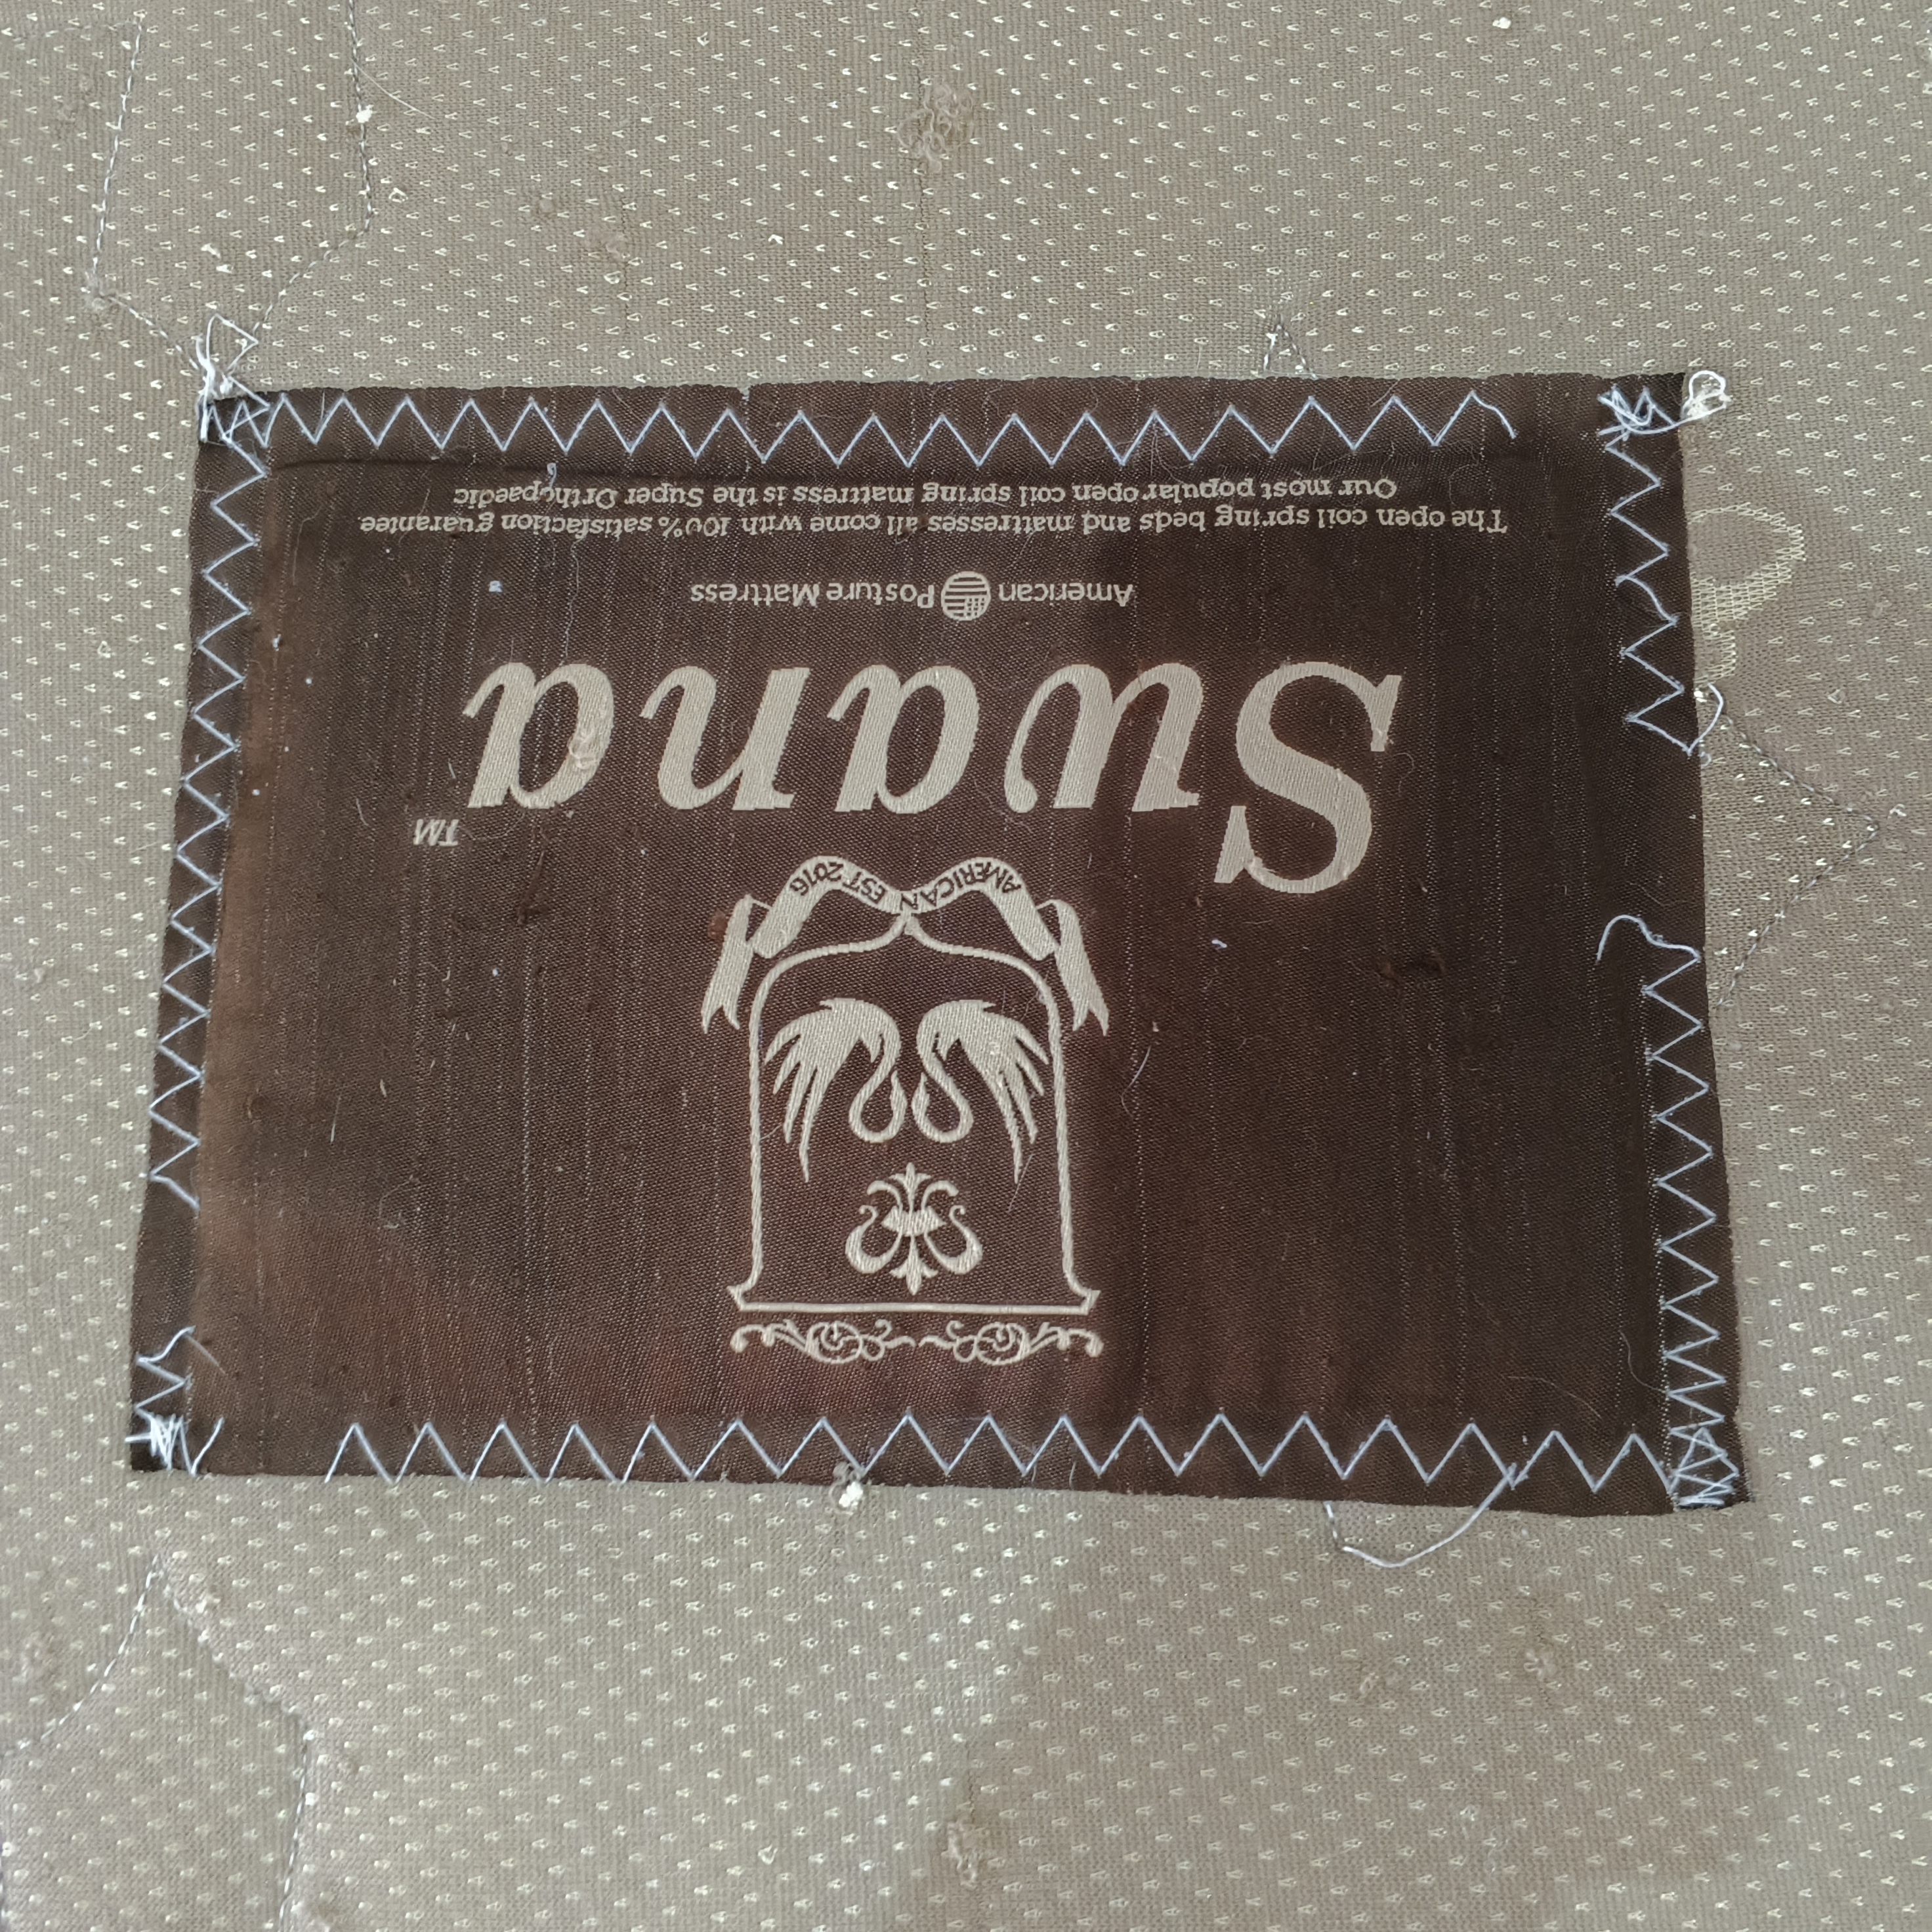 AMERICAN EST 2016
Swana TM
American Posture Mattress
The open coil spring beds and mattresses all come with 100% satisfaction guarantee
Our most popular open coil spring mattress is the Super Orthopaedic